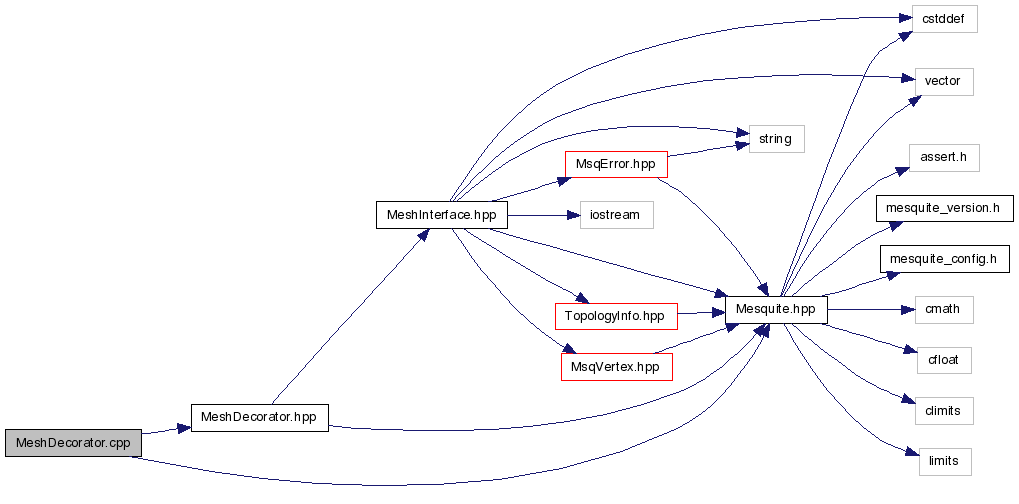 cstddef
vector
string
assert.h
MsqError.hpp
mesquite_version.h
MeshInterface.hpp
iostream
mesquite_config.h
Mesquite.hpp
cmath
TopologyInfo.hpp
cfloat
MsqVertex.hpp
climits
MeshDecorator.hpp
MeshDecorator.cpp
limits